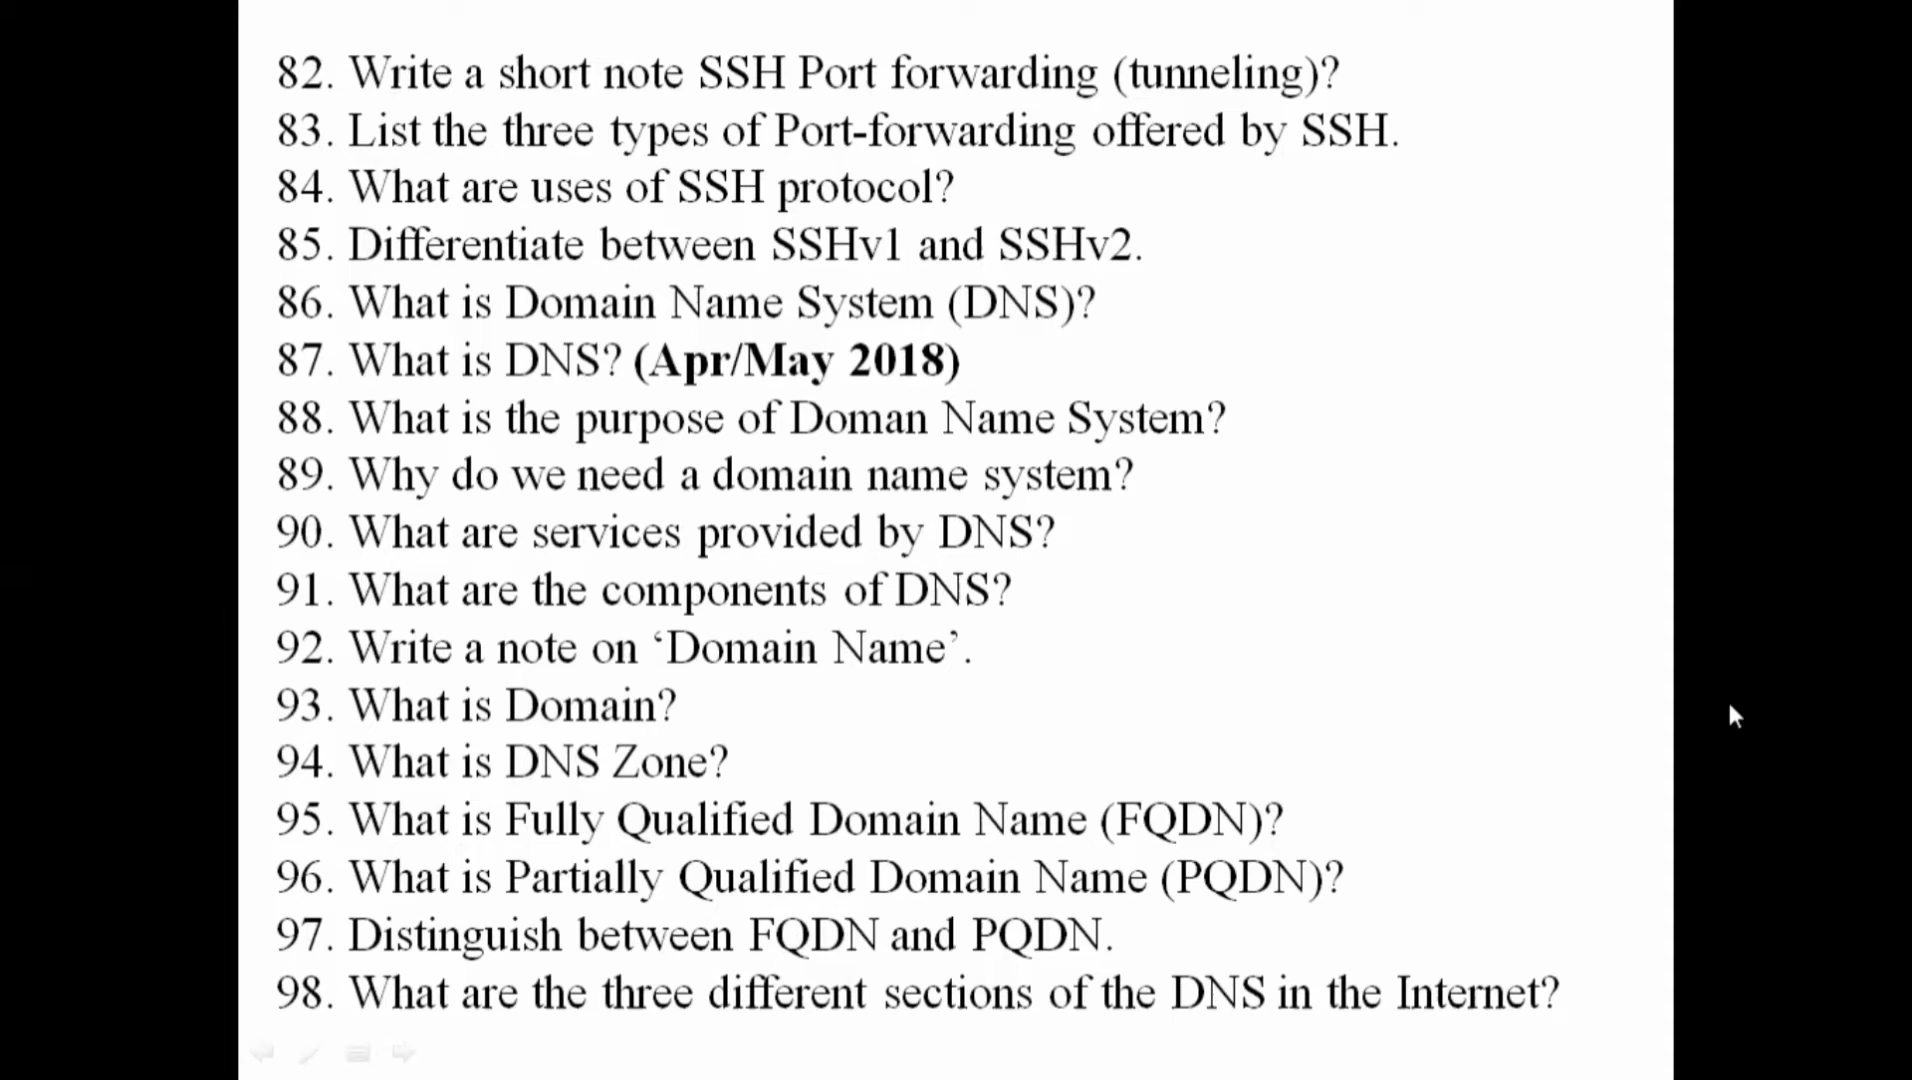 82. Write a short note SSH Port forwarding (tunneling)?
83. List the three types of Port-forwarding offered by SSH.
84. What are uses of SSH protocol?
85. Differentiate between SSHv1 and SSHv2.
86. What is Domain Name System (DNS)?
87. What is DNS? (Apr/May 2018)
88. What is the purpose of Doman Name System?
89. Why do we need a domain name system?
90. What are services provided by DNS?
91. What are the components of DNS?
92. Write a note on ‘Domain Name’.
93. What is Domain?
94. What is DNS Zone?
95. What is Fully Qualified Domain Name (FQDN)?
96. What is Partially Qualified Domain Name (PQDN)?
97. Distinguish between FQDN and PQDN.
98. What are the three different sections of the DNS in the Internet?